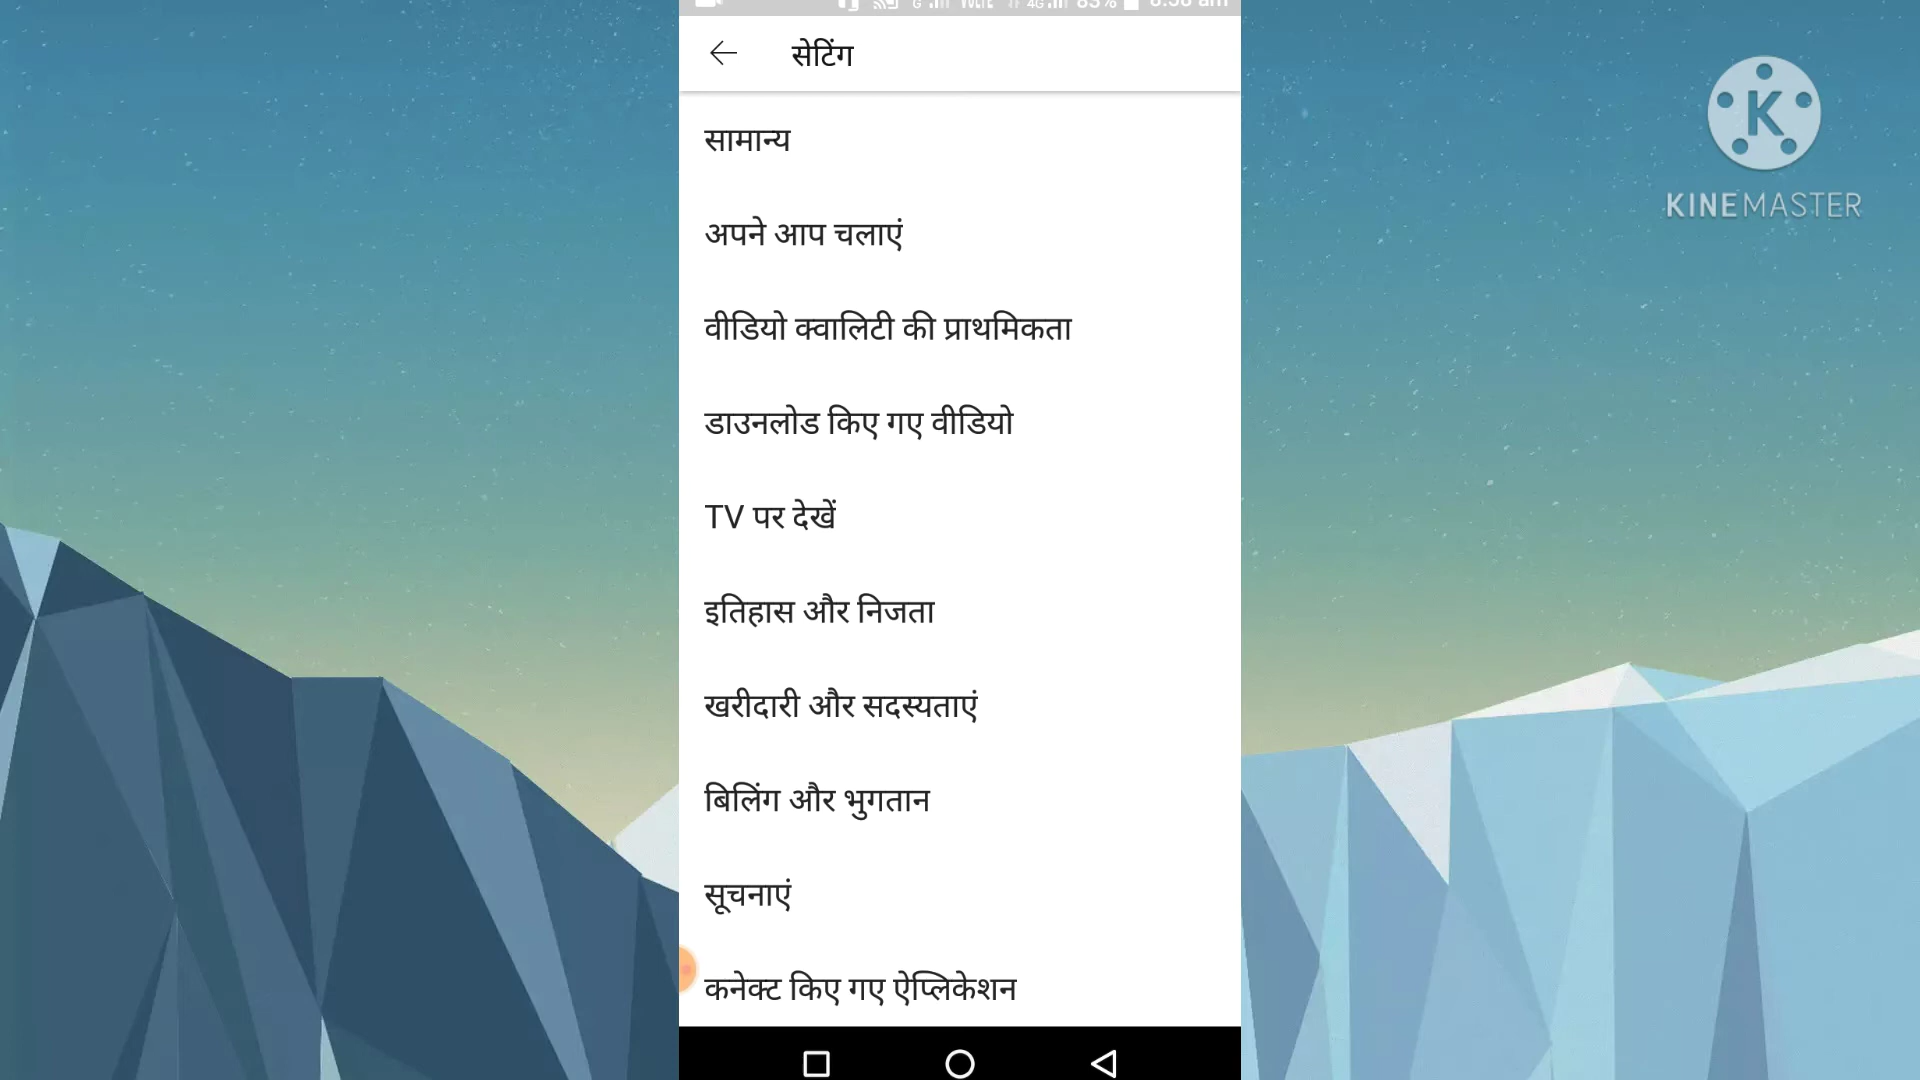 83%
सेटिंग
सामान्य
अपने आप चलाएं
वीडियो क्वालिटी की प्राथमिकता
डाउनलोड किए गए वीडियो
TV पर देखें
इतिहास और निजता
खरीदारी और सदस्यताएं
बिलिंग और भुगतान
सूचनाएं
कनेक्ट किए गए ऐप्लिकेशन
K
KINEMASTER